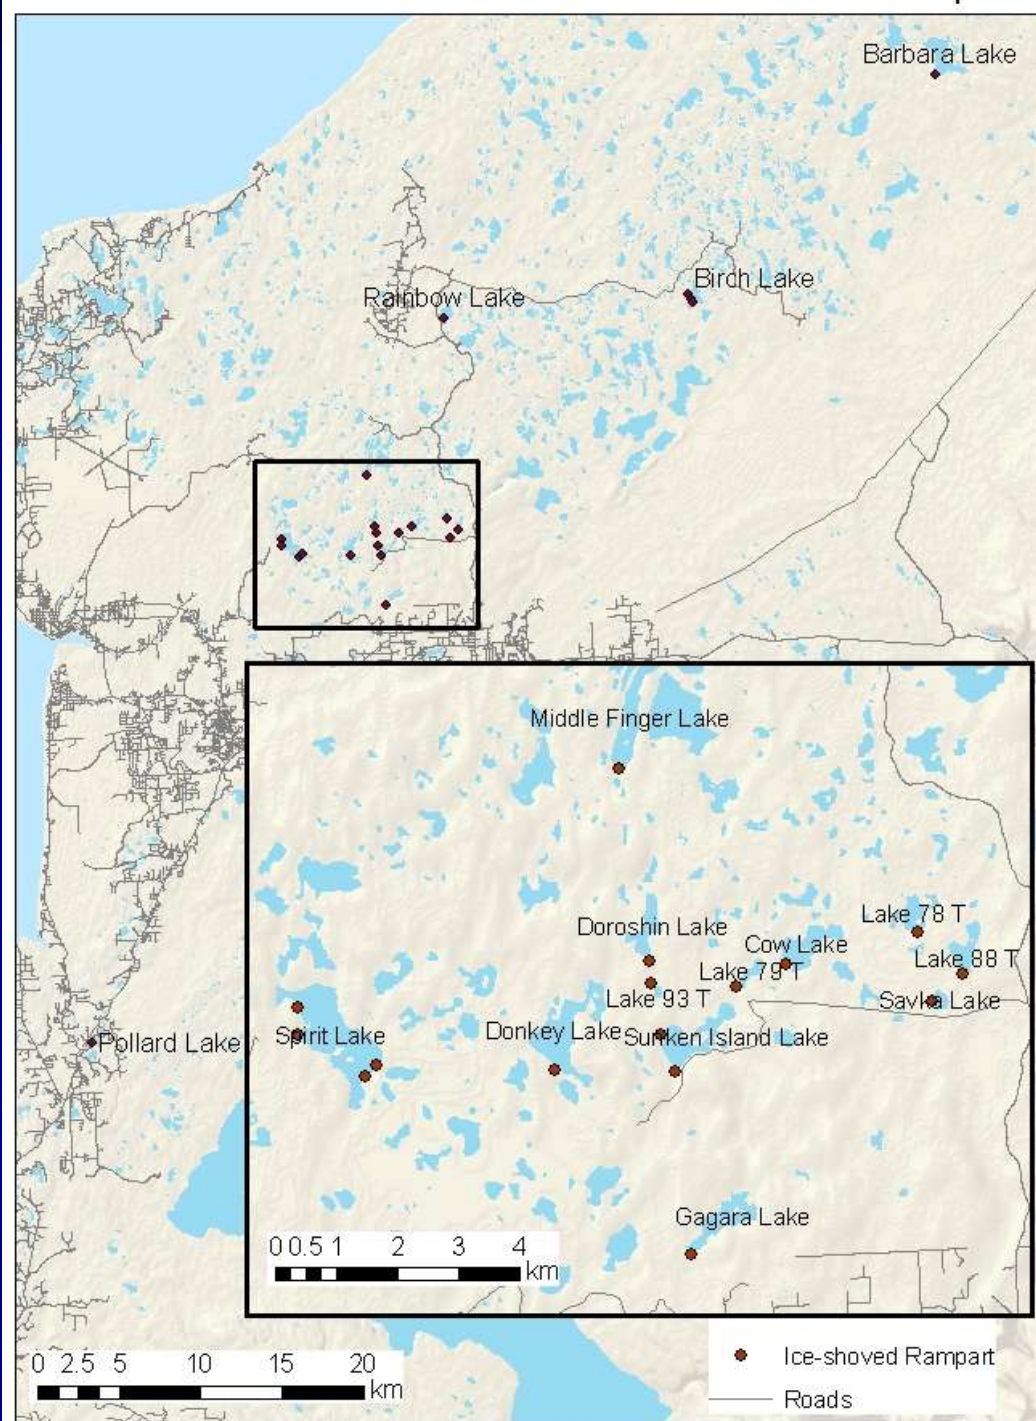 Barbara Lake
Birch Lake
Rainbow Lake
Middle Finger Lake
Lake 78 T
Doroshin Lake
Cow Lake
Lake 88 T
Lake 79 T
Lake 93 T
Savka Lake
Spirit Lake
Donkey Lake
Sunken Island Lake
Pollard Lake
Gagara Lake
0 0.5 1 2 3 4
km
0 2.5 5 10 15 20
km
Ice-shoved Rampart
Roads